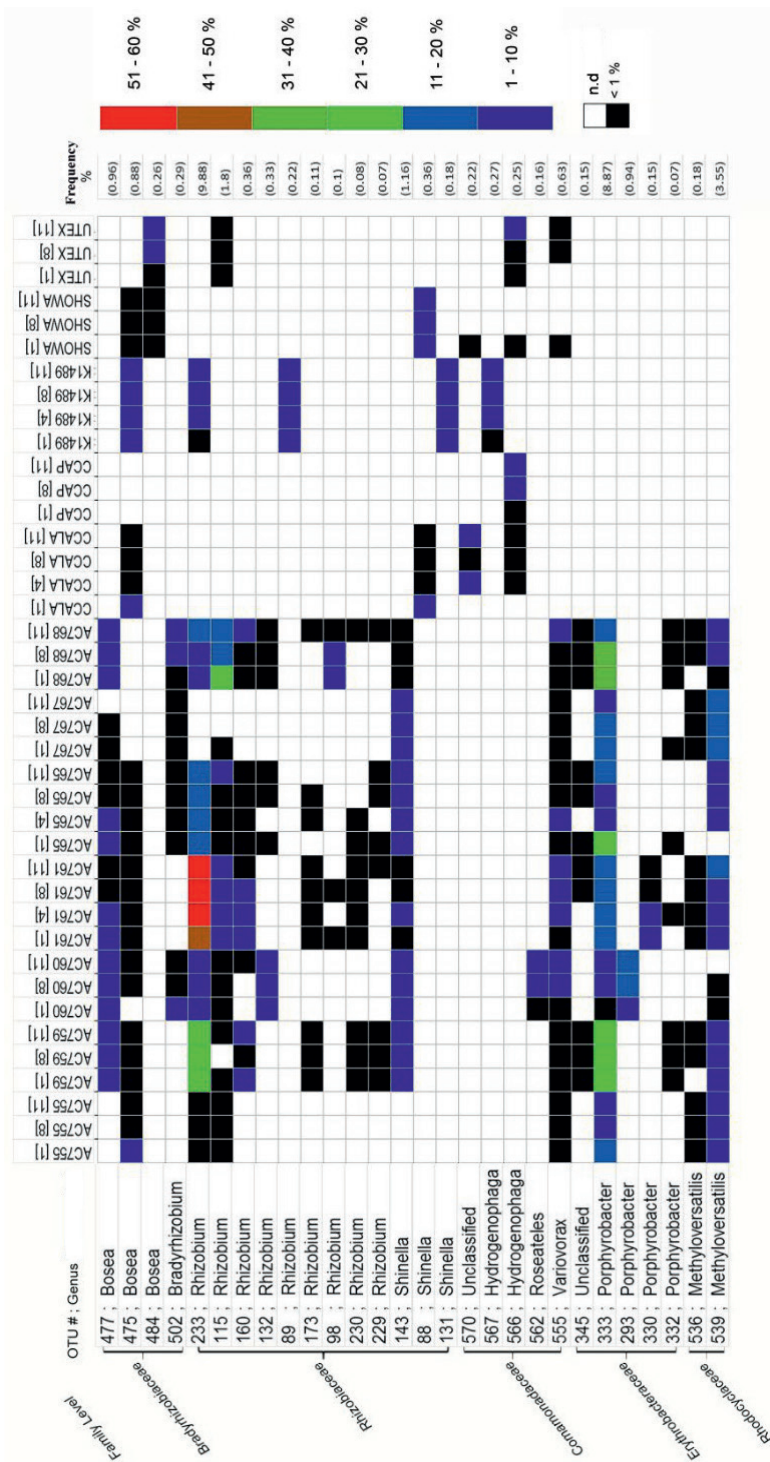 Family Level
OTU # ; Genus
AC755 [1]
AC755 [8]
AC755 [11]
AC759 [1]
AC759 [8]
AC759 [11]
AC760 [1]
AC760 [8]
AC760 [11]
AC761 [1]
AC761 [4]
AC761 [8]
AC761 [11]
AC765 [1]
AC765 [4]
AC765 [8]
AC765 [11]
AC767 [1]
AC767 [8]
AC767 [11]
AC768 [1]
AC768 [8]
AC768 [11]
CCALA [1]
CCALA [4]
CCALA [8]
CCALA [11]
CCAP [1]
CCAP [8]
CCAP [11]
K1489 [1]
K1489 [4]
K1489 [8]
K1489 [11]
SHOWA [1]
SHOWA [8]
SHOWA [11]
UTEX [1]
UTEX [8]
UTEX [11]
Frequency
%
Bradyrhizobiaceae
477 ; Bosea (0.96)
475 ; Bosea (0.88)
484 ; Bosea (0.26)
502 ; Bradyrhizobium (0.29)
Rhizobiaceae
233 ; Rhizobium (9.88)
115 ; Rhizobium (1.8)
160 ; Rhizobium (0.36)
132 ; Rhizobium (0.33)
89 ; Rhizobium (0.22)
173 ; Rhizobium (0.11)
98 ; Rhizobium (0.1)
230 ; Rhizobium (0.08)
229 ; Rhizobium (0.07)
143 ; Shinella (1.16)
88 ; Shinella (0.36)
131 ; Shinella (0.18)
Comamonadaceae
570 ; Unclassified (0.22)
567 ; Hydrogenophaga (0.27)
566 ; Hydrogenophaga (0.25)
562 ; Roseateles (0.16)
555 ; Variovorax (0.63)
Erythrobacteraceae
345 ; Unclassified (0.15)
333 ; Porphyrobacter (8.87)
293 ; Porphyrobacter (0.94)
330 ; Porphyrobacter (0.15)
332 ; Porphyrobacter (0.07)
Rhodocyclaceae
536 ; Methyloversatilis (0.18)
539 ; Methyloversatilis (3.55)
51 - 60 %
41 - 50 %
31 - 40 %
21 - 30 %
11 - 20 %
1 - 10 %
n.d
< 1 %